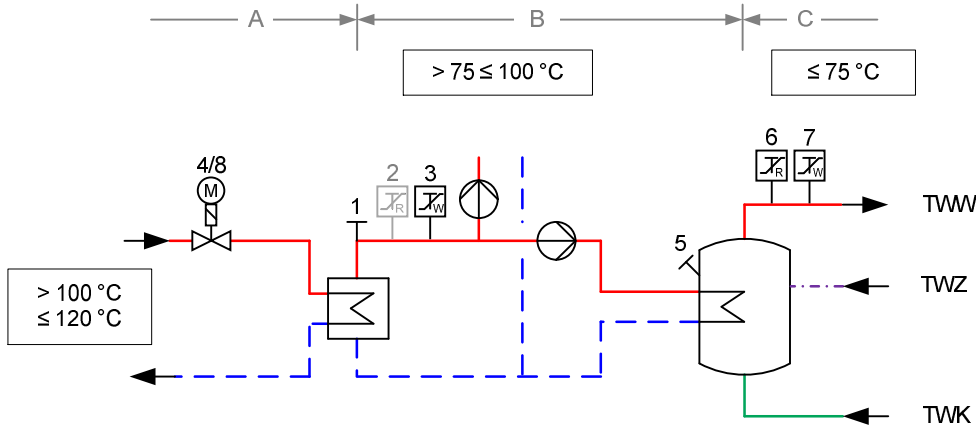 A
B
C
> 75 ≤ 100 °C
≤ 75 °C
4/8
M
1
2
R
3
W
6
R
7
W
5
TWW
TWZ
TWK
> 100 °C
≤ 120 °C